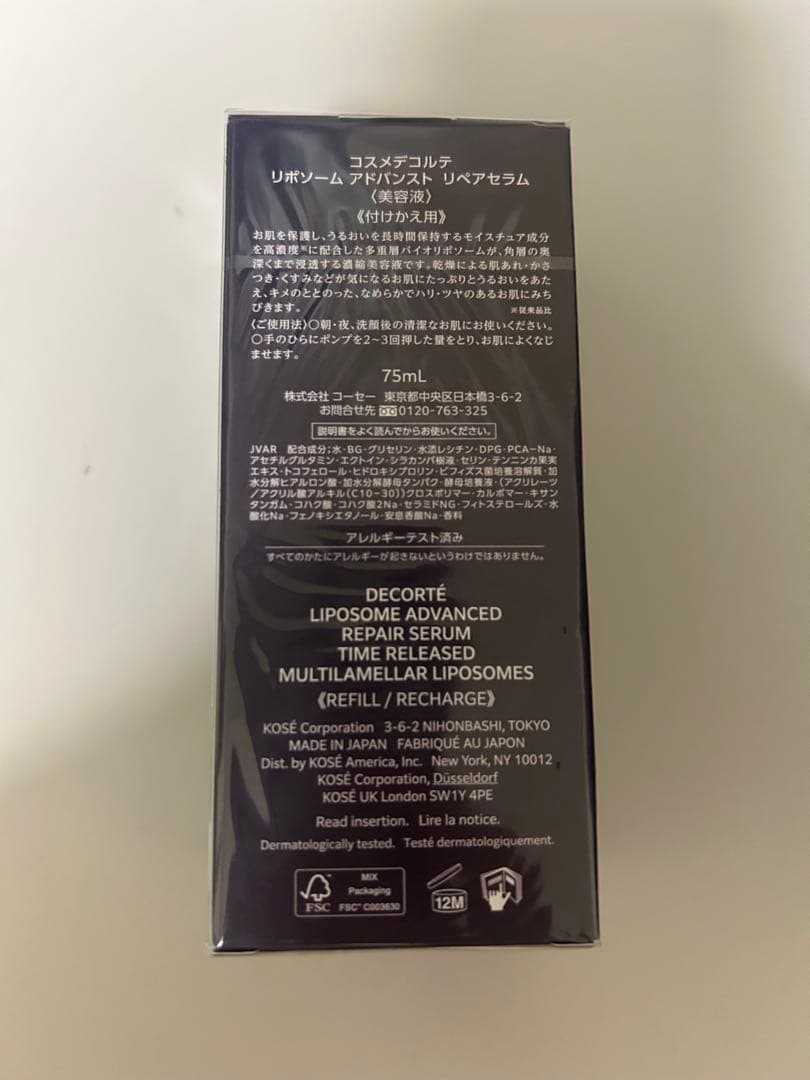 コスメデコルテ
リポソーム アドバンスト リペアセラム
〈美容液〉
《付けかえ用》
お肌を保護し、うるおいを長時間保持するモイスチュア成分
を高濃度※に配合した多重層バイオリポソームが、角層の奥
深くまで浸透する濃縮美容液です。乾燥による肌あれ・かさ
つき・くすみなどが気になるお肌にたっぷりとうるおいをあた
え、キメのととのった、なめらかでハリ・ツヤのあるお肌にみち
びきます。 ※従来品比
〈ご使用法〉○朝・夜、洗顔後の清潔なお肌にお使いください。
○手のひらにポンプを2~3回押した量をとり、お肌によくなじ
ませます。
75mL
株式会社 コーセー 東京都中央区日本橋3-6-2
お問合せ先 0120-763-325
説明書をよく読んでからお使いください。
JVAR 配合成分;水・BG・グリセリン・水添レシチン・DPG・PCA-Na・
アセチルグルタミン・エクトイン・シラカンバ樹液・セリン・テンニンカ果実
エキス・トコフェロール・ヒドロキシプロリン・ビフィズス菌培養溶解質・加
水分解ヒアルロン酸・加水分解酵母タンパク・酵母培養液・(アクリレーツ
/アクリル酸アルキル(C10-30))クロスポリマー・カルボマー・キサン
タンガム・コハク酸・コハク酸2Na・セラミドNG・フィトステロールズ・水
酸化Na・フェノキシエタノール・安息香酸Na・香料
アレルギーテスト済み
すべてのかたにアレルギーが起きないというわけではありません。
DECORTÉ
LIPOSOME ADVANCED
REPAIR SERUM
TIME RELEASED
MULTILAMELLAR LIPOSOMES
《REFILL / RECHARGE》
KOSÉ Corporation 3-6-2 NIHONBASHI, TOKYO
MADE IN JAPAN FABRIQUÉ AU JAPON
Dist. by KOSÉ America, Inc. New York, NY 10012
KOSÉ Corporation, Düsseldorf
KOSÉ UK London SW1Y 4PE
Read insertion. Lire la notice.
Dermatologically tested. Testé dermatologiquement.
MIX
Packaging
FSC™ C003630
FSC
12M